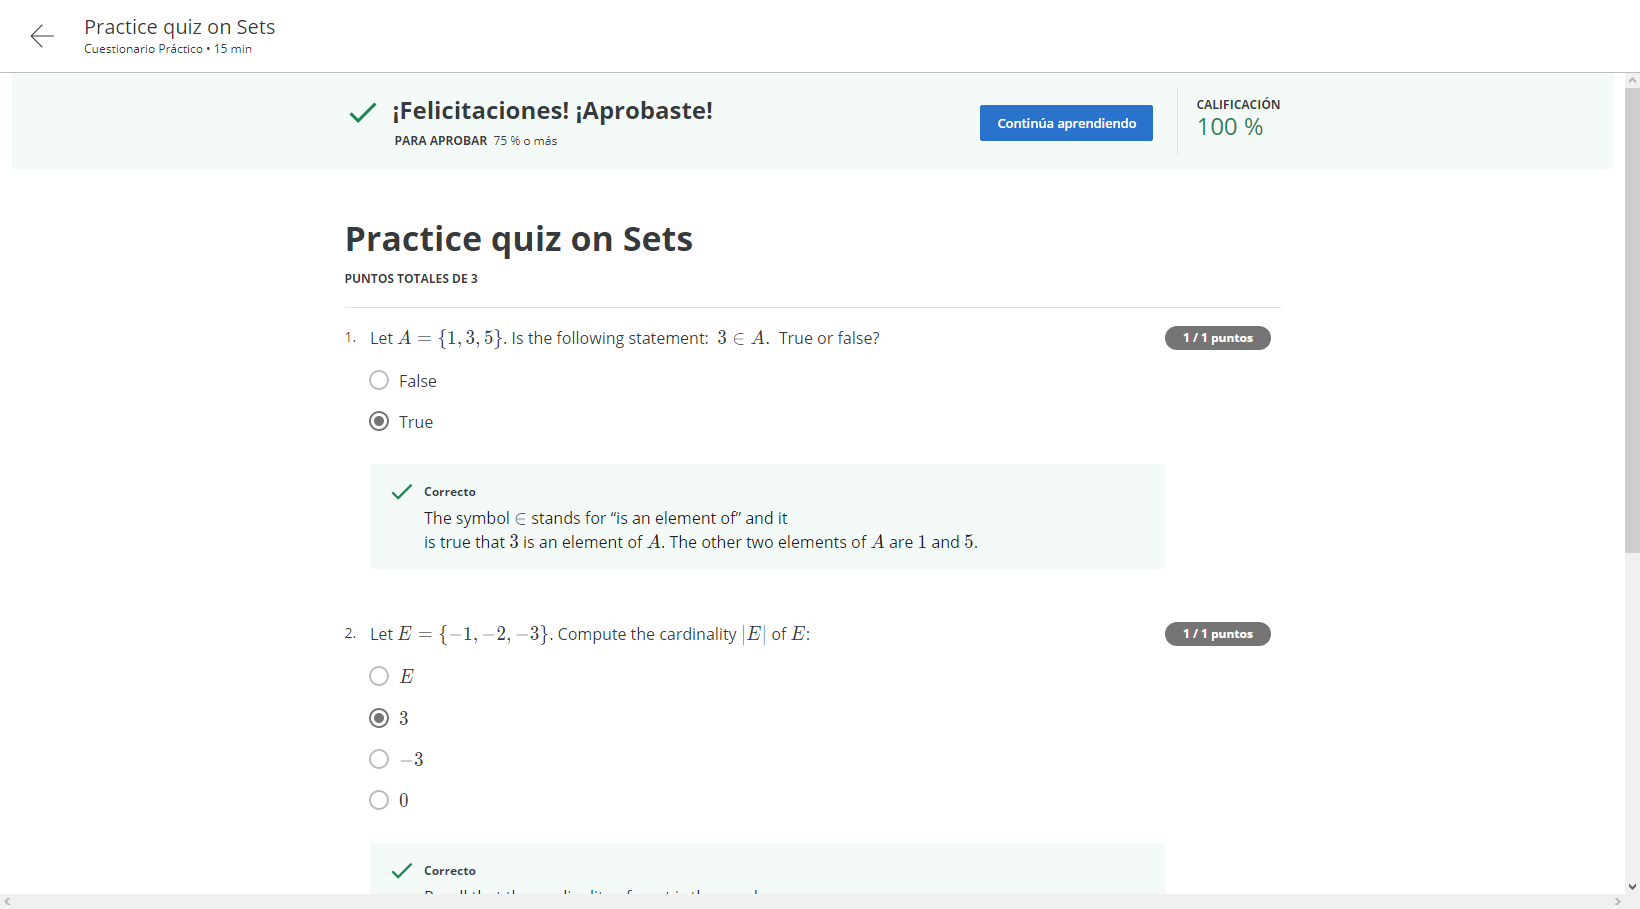 Practice quiz on Sets
Cuestionario Práctico • 15 min
¡Felicitaciones! ¡Aprobaste!
PARA APROBAR 75 % o más
Continúa aprendiendo
CALIFICACIÓN
100 %
Practice quiz on Sets
PUNTOS TOTALES DE 3
1. Let A = {1, 3, 5}. Is the following statement: 3 ∈ A. True or false?
1 / 1 puntos
False
True
Correcto
The symbol ∈ stands for “is an element of” and it
is true that 3 is an element of A. The other two elements of A are 1 and 5.
2. Let E = {−1, −2, −3}. Compute the cardinality |E| of E:
1 / 1 puntos
E
3
−3
0
Correcto